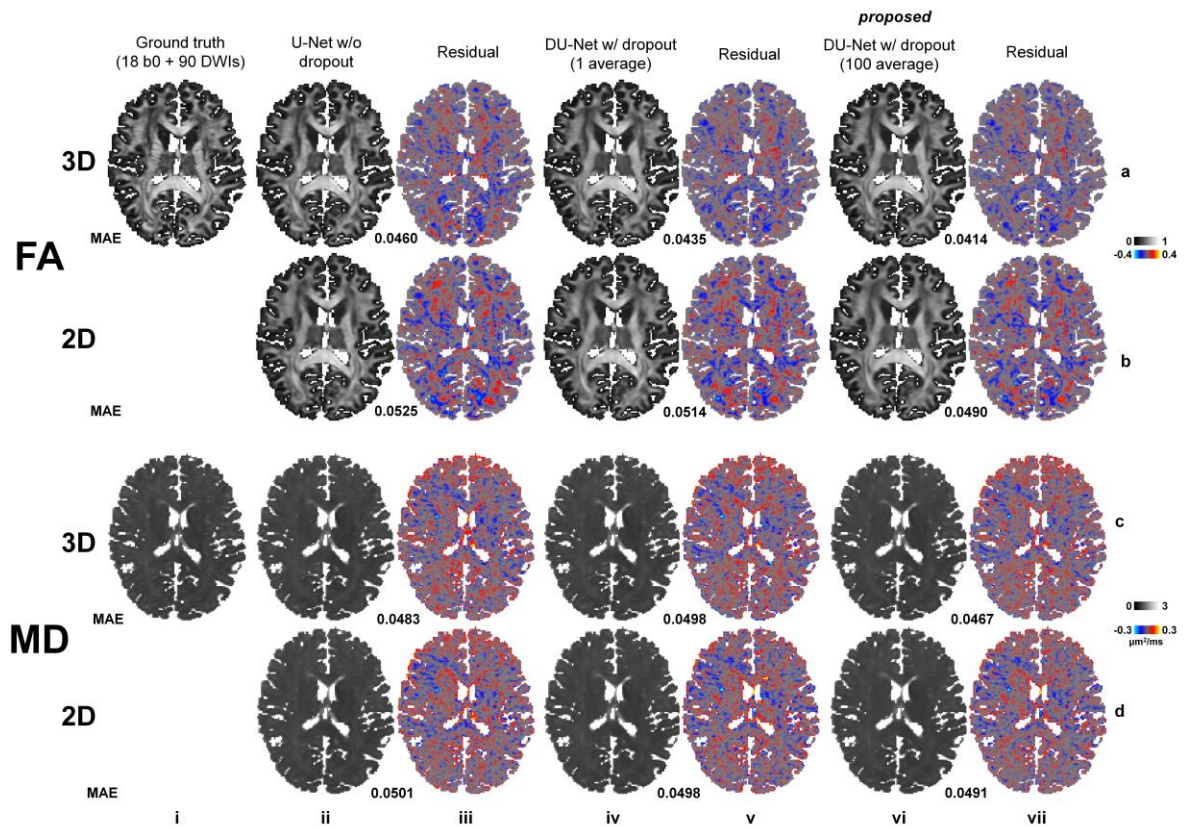 proposed
Ground truth
(18 b0 + 90 DWIs)
U-Net w/o
dropout
Residual
DU-Net w/ dropout
(1 average)
Residual
DU-Net w/ dropout
(100 average)
Residual
FA
3D
a
MAE
0.0460
0.0435
0.0414
0 1
-0.4 0.4
2D
b
MAE
0.0525
0.0514
0.0490
MD
3D
c
MAE
0.0483
0.0498
0.0467
0 3
-0.3 0.3
µm²/ms
2D
d
MAE
0.0501
0.0498
0.0491
i ii iii iv v vi vii